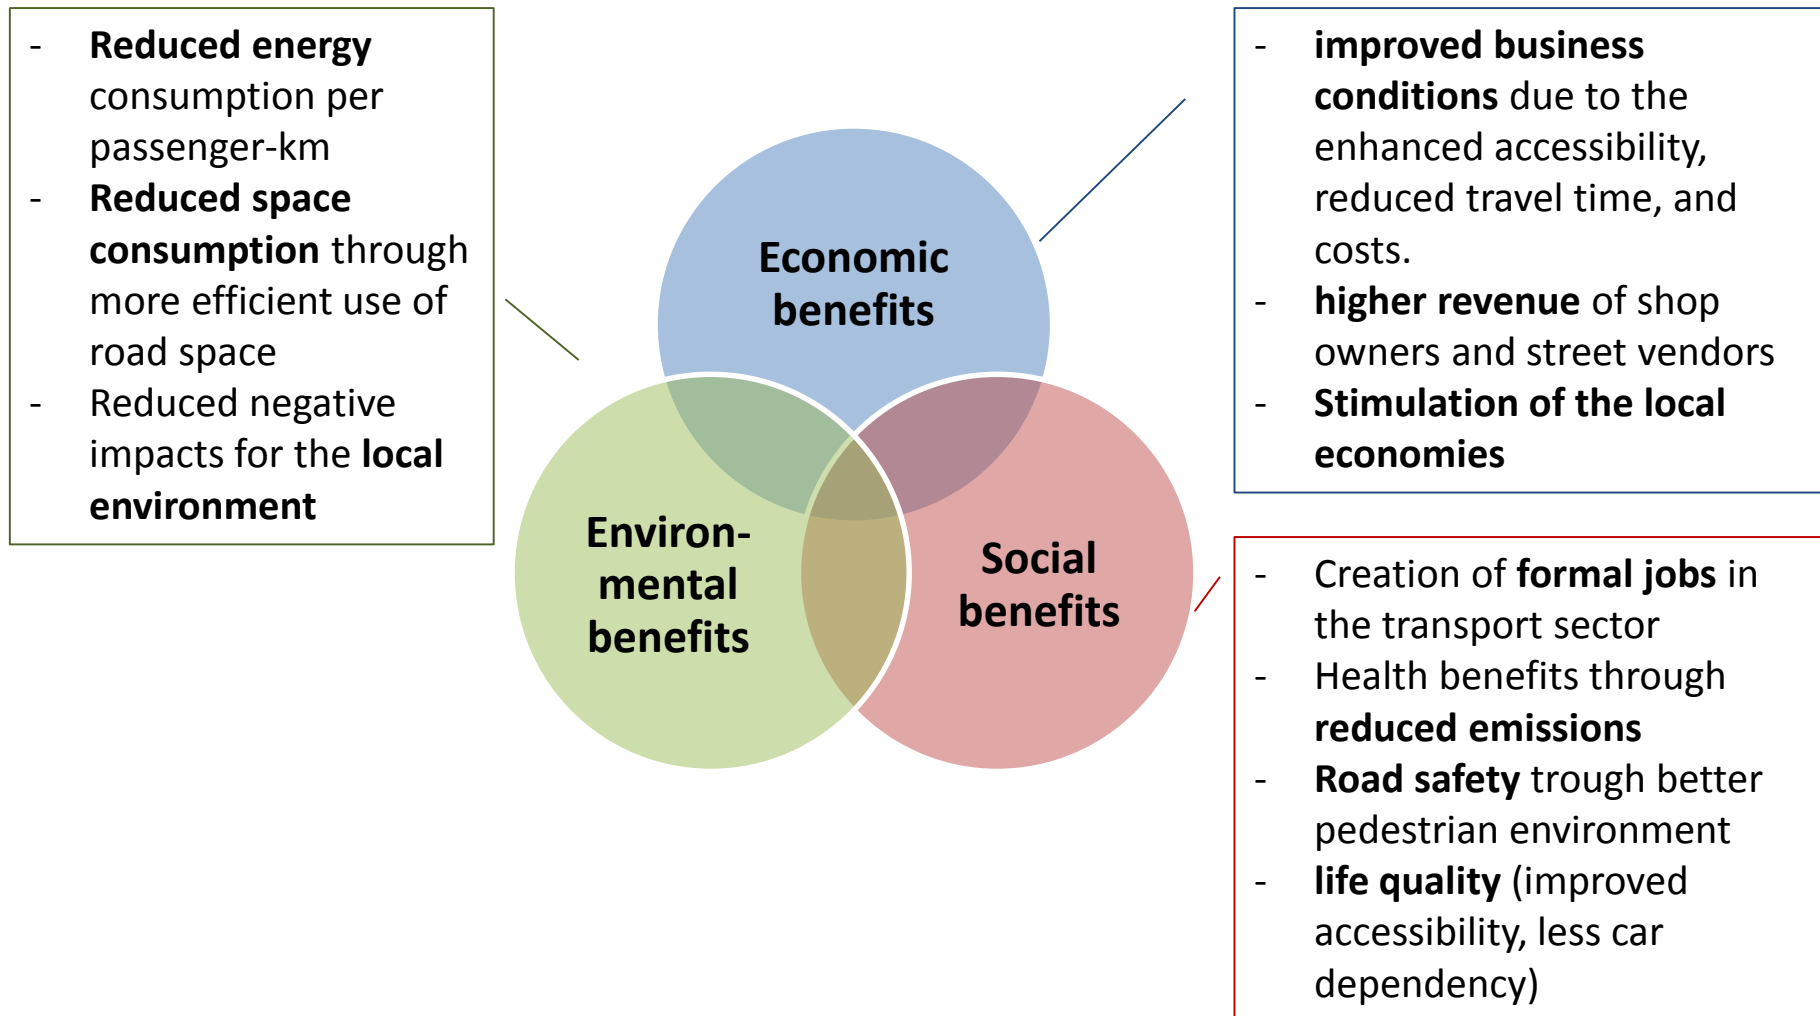 - Reduced energy
consumption per
passenger-km
- Reduced space
consumption through
more efficient use of
road space
- Reduced negative
impacts for the local
environment
Economic
benefits
Environ-
mental
benefits
Social
benefits
- improved business
conditions due to the
enhanced accessibility,
reduced travel time, and
costs.
- higher revenue of shop
owners and street vendors
- Stimulation of the local
economies
- Creation of formal jobs in
the transport sector
- Health benefits through
reduced emissions
- Road safety trough better
pedestrian environment
- life quality (improved
accessibility, less car
dependency)